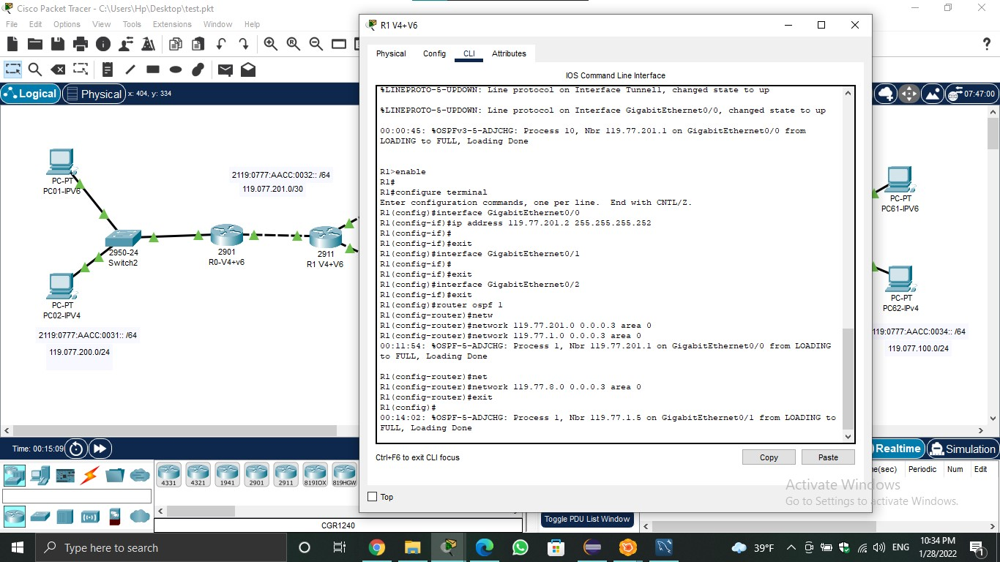 Cisco Packet Tracer - C:\Users\Hp\Desktop\test.pkt
File Edit Options View Tools Extensions Window Help
Logical Physical x: 404, y: 334
07:47:00
PC-PT
PC01-IPV6
2119:0777:AACC:0032:: /64
119.077.201.0/30
2950-24
Switch2
2901
R0-V4+v6
2911
R1 V4+V6
PC-PT
PC02-IPV4
2119:0777:AACC:0031:: /64
119.077.200.0/24
PC-PT
PC61-IPV6
PC-PT
PC62-IPv4
119:0777:AACC:0034:: /64
119.077.100.0/24
R1 V4+V6
Physical Config CLI Attributes
IOS Command Line Interface
%LINEPROTO-5-UPDOWN: Line protocol on Interface Tunnel1, changed state to up
%LINEPROTO-5-UPDOWN: Line protocol on Interface GigabitEthernet0/0, changed state to up
00:00:45: %OSPFv3-5-ADJCHG: Process 10, Nbr 119.77.201.1 on GigabitEthernet0/0 from
LOADING to FULL, Loading Done
R1>enable
R1#
R1#configure terminal
Enter configuration commands, one per line.  End with CNTL/Z.
R1(config)#interface GigabitEthernet0/0
R1(config-if)#ip address 119.77.201.2 255.255.255.252
R1(config-if)#
R1(config-if)#exit
R1(config)#interface GigabitEthernet0/1
R1(config-if)#
R1(config-if)#exit
R1(config)#interface GigabitEthernet0/2
R1(config-if)#exit
R1(config)#router ospf 1
R1(config-router)#netw
R1(config-router)#network 119.77.201.0 0.0.0.3 area 0
R1(config-router)#network 119.77.1.0 0.0.0.3 area 0
00:11:54: %OSPF-5-ADJCHG: Process 1, Nbr 119.77.201.1 on GigabitEthernet0/0 from LOADING
to FULL, Loading Done
R1(config-router)#net
R1(config-router)#network 119.77.8.0 0.0.0.3 area 0
R1(config-router)#exit
R1(config)#
00:14:02: %OSPF-5-ADJCHG: Process 1, Nbr 119.77.1.5 on GigabitEthernet0/1 from LOADING to
FULL, Loading Done
Ctrl+F6 to exit CLI focus
Copy Paste
Top
Time: 00:15:09
Realtime Simulation
4331 4321 1941 2901 2911 819IOX 819HGW
CGR1240
(sec) Periodic Num Edit
Toggle PDU List Window
Activate Windows
Go to Settings to activate Windows.
Type here to search
39°F
ENG
10:34 PM
1/28/2022
1